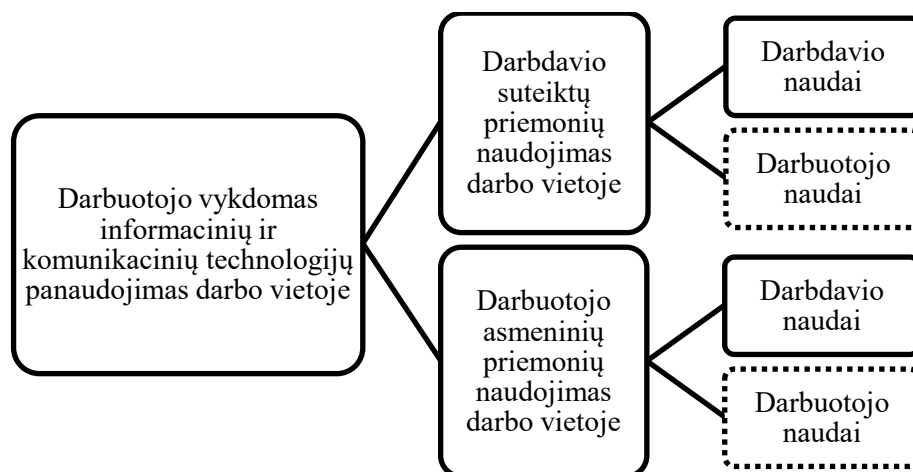 Darbuotojo vykdomas
informacinių ir
komunikacinių technologijų
panaudojimas darbo vietoje
Darbdavio
suteiktų
priemonių
naudojimas
darbo vietoje
Darbdavio
naudai
Darbuotojo
naudai
Darbuotojo
asmeninių
priemonių
naudojimas
darbo vietoje
Darbdavio
naudai
Darbuotojo
naudai